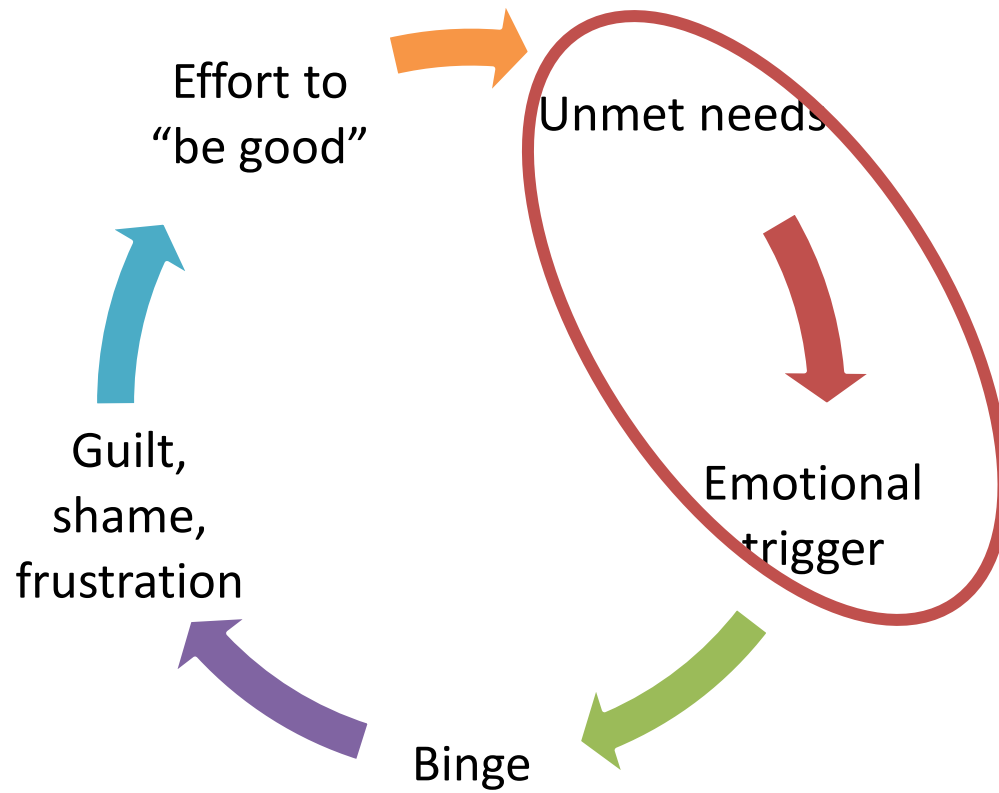 Effort to
“be good”
Unmet needs
Emotional
trigger
Binge
Guilt,
shame,
frustration